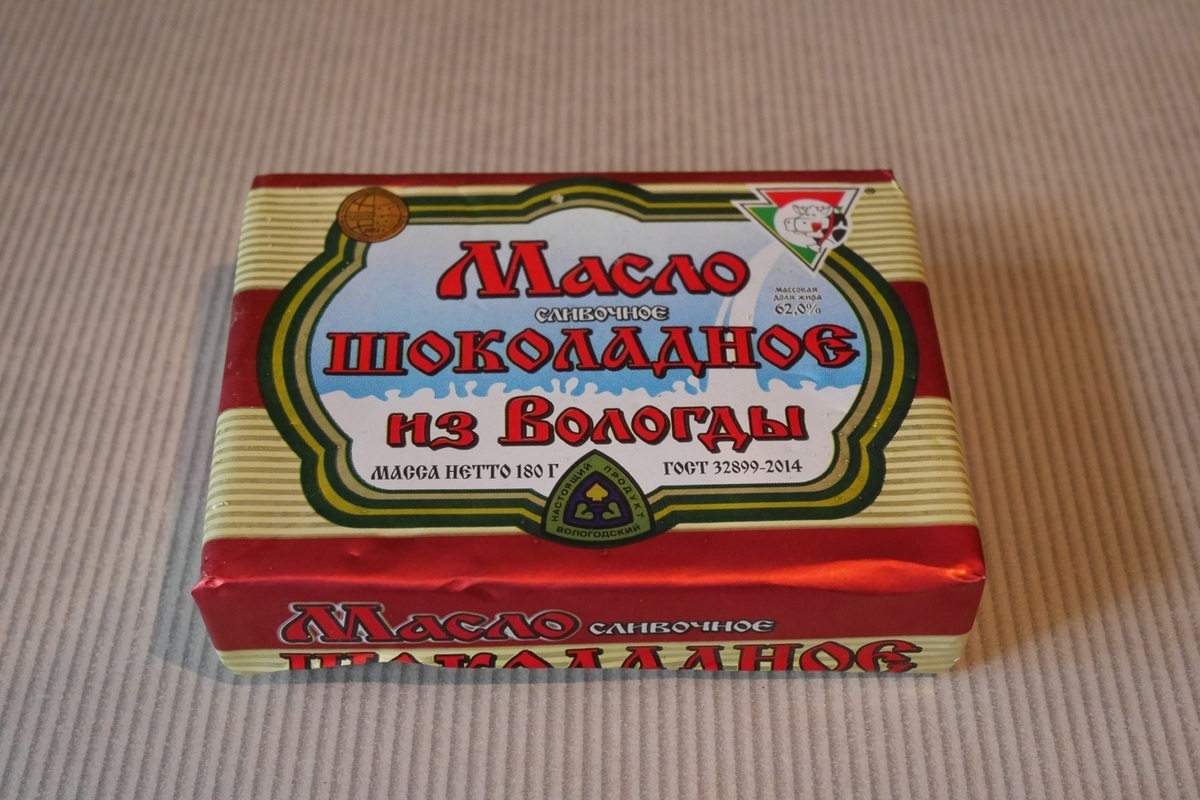 Масло
сливочное
шоколадное
из Вологды
массовая
доля жира
62,0%
МАССА НЕТТО 180 Г
ГОСТ 32899-2014
НАСТОЯЩИЙ ПРОДУКТ
ВОЛОГОДСКИЙ
Масло сливочное
шоколадное